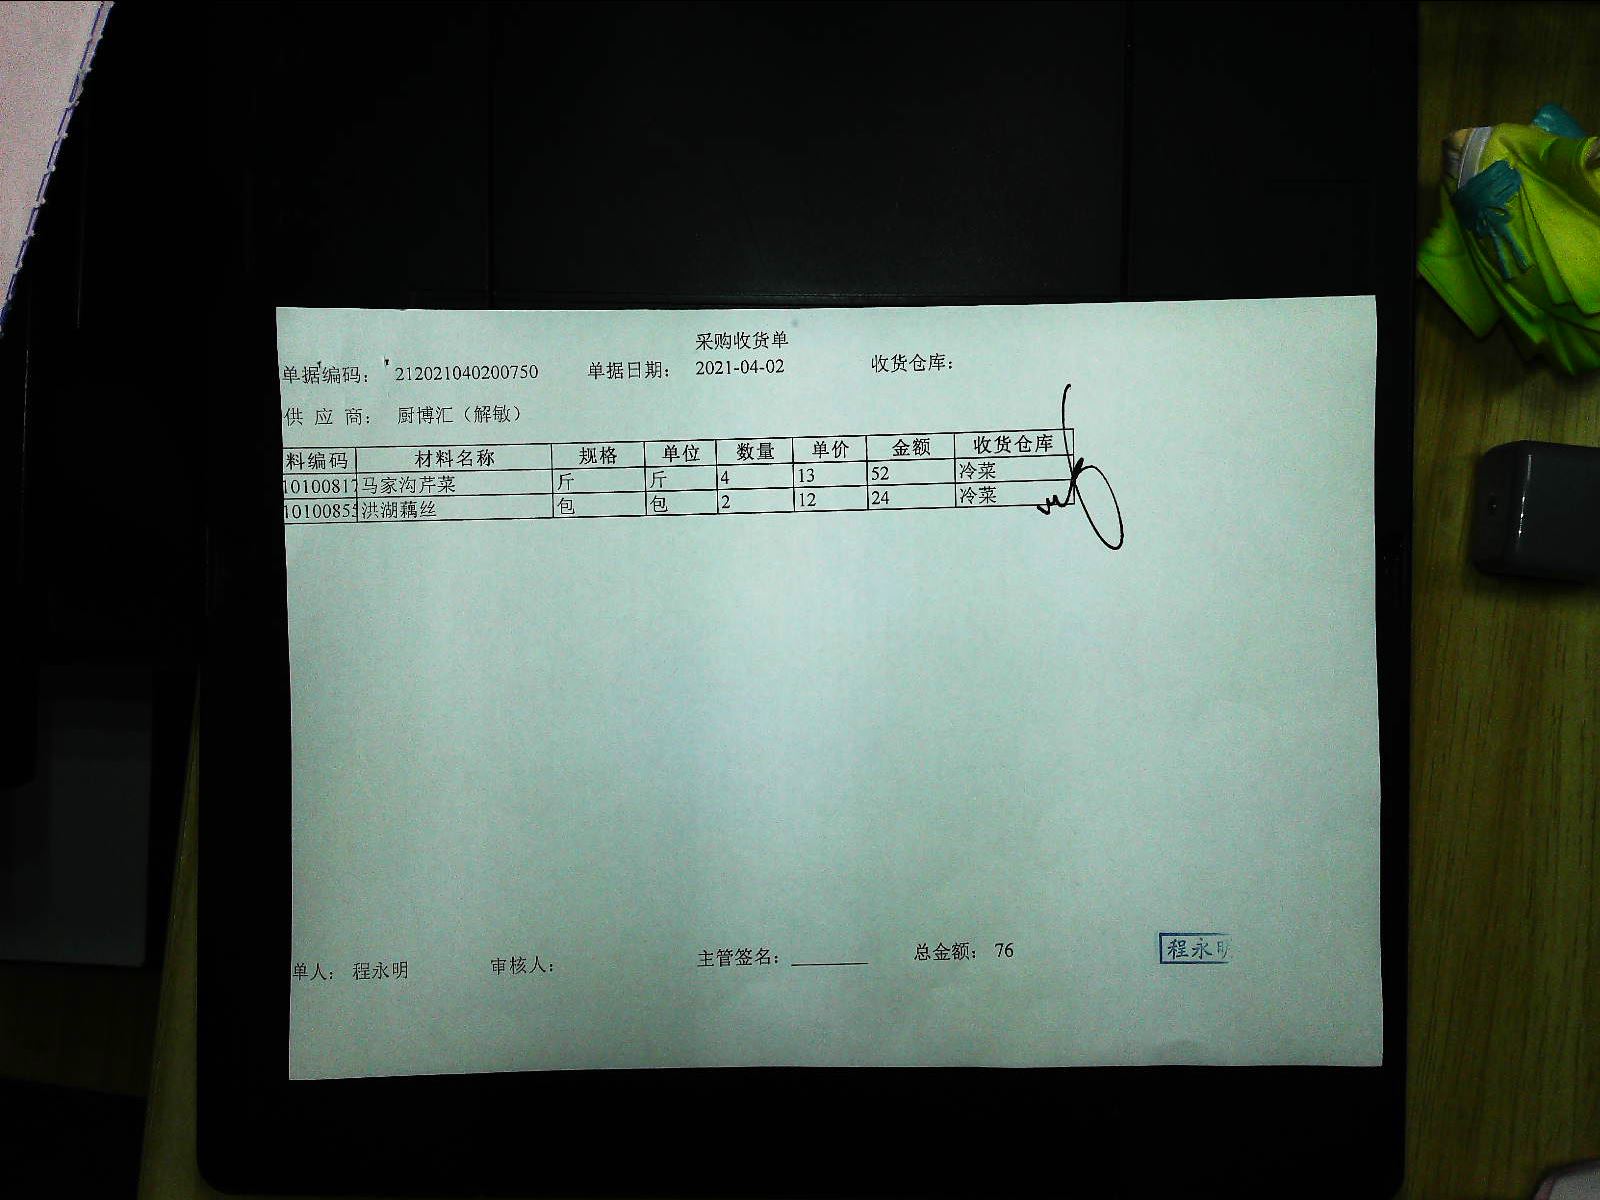 采购收货单
单据编码： 212021040200750 单据日期： 2021-04-02 收货仓库：
供 应 商： 厨博汇（解敏）
料编码 材料名称 规格 单位 数量 单价 金额 收货仓库
10100817 马家沟芹菜 斤 斤 4 13 52 冷菜
10100855 洪湖藕丝 包 包 2 12 24 冷菜
单人： 程永明 审核人： 主管签名：________ 总金额： 76 程永明